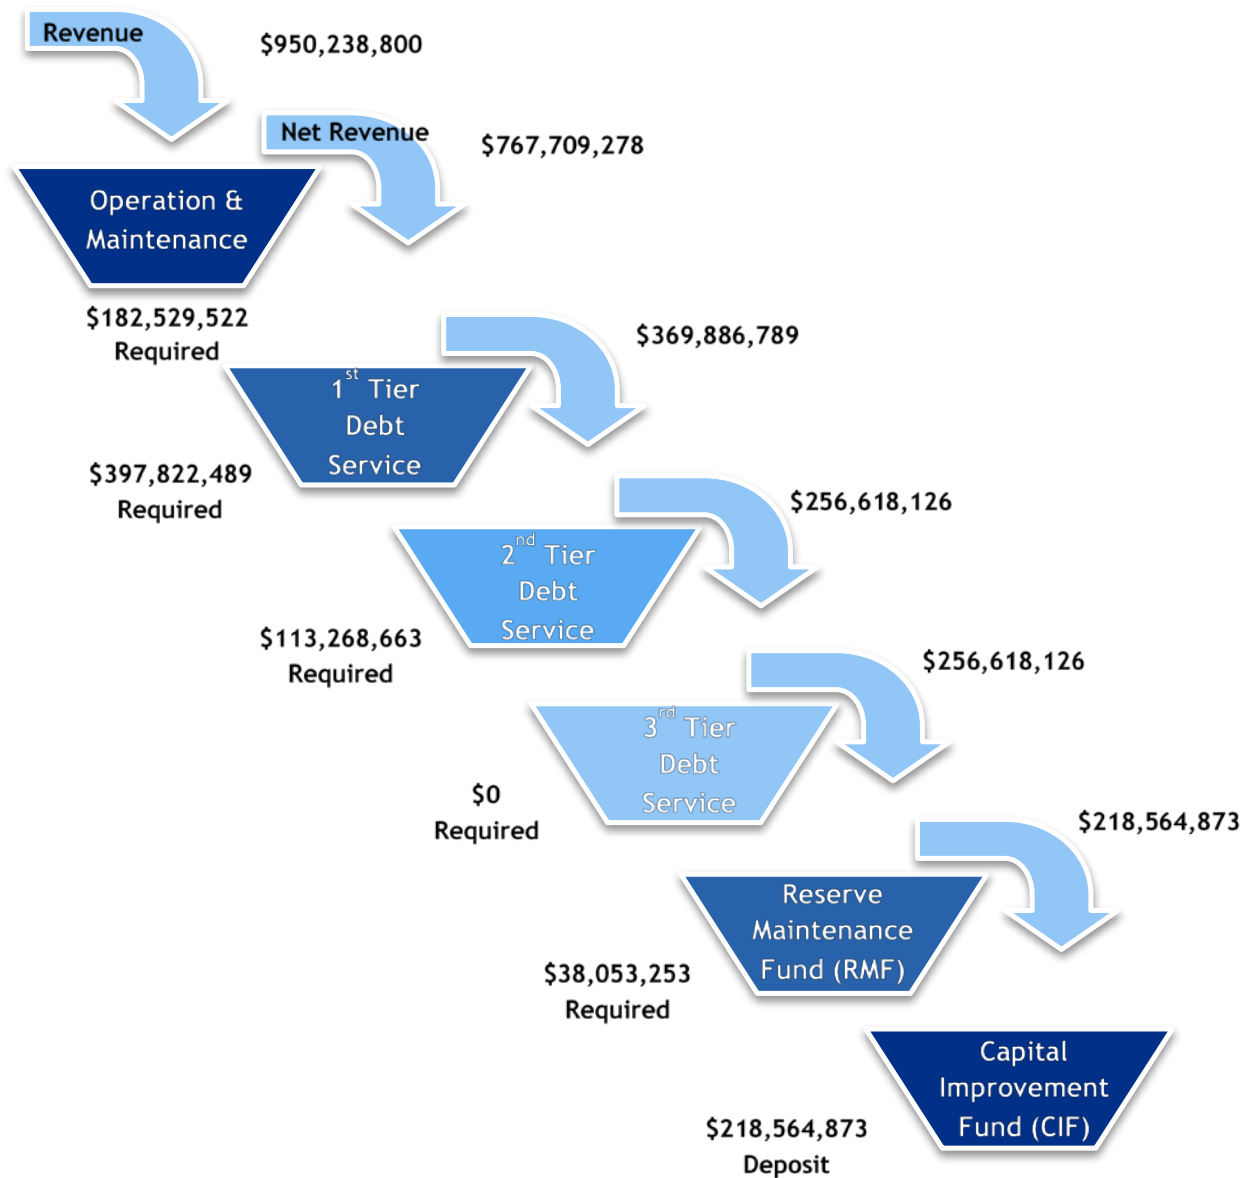 Revenue
$950,238,800
Net Revenue
$767,709,278
Operation &
Maintenance
$182,529,522
Required
$369,886,789
1st Tier
Debt
Service
$397,822,489
Required
$256,618,126
2nd Tier
Debt
Service
$113,268,663
Required
$256,618,126
3rd Tier
Debt
Service
$0
Required
$218,564,873
Reserve
Maintenance
Fund (RMF)
$38,053,253
Required
Capital
Improvement
Fund (CIF)
$218,564,873
Deposit